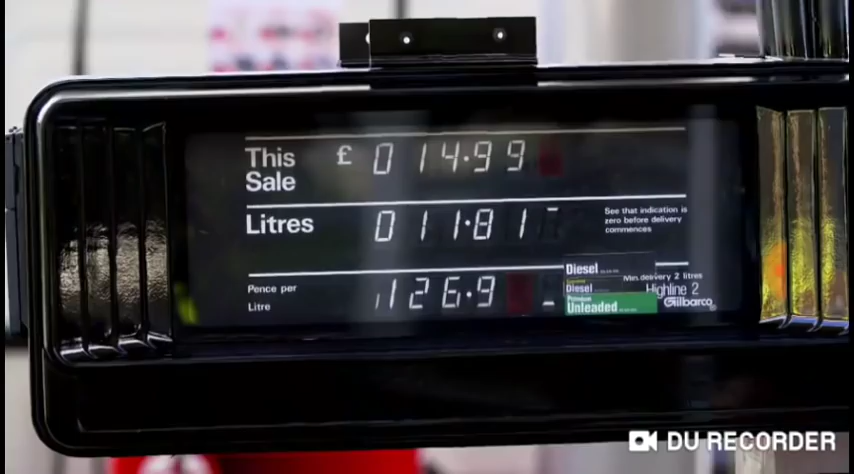 This Sale £ 014.99
Litres 011.81
See that indication is
zero before delivery
commences
Pence per
Litre
126.9
Diesel
Diesel
Unleaded
Min. delivery 2 litres
Highline 2
Gilbarco
DU RECORDER